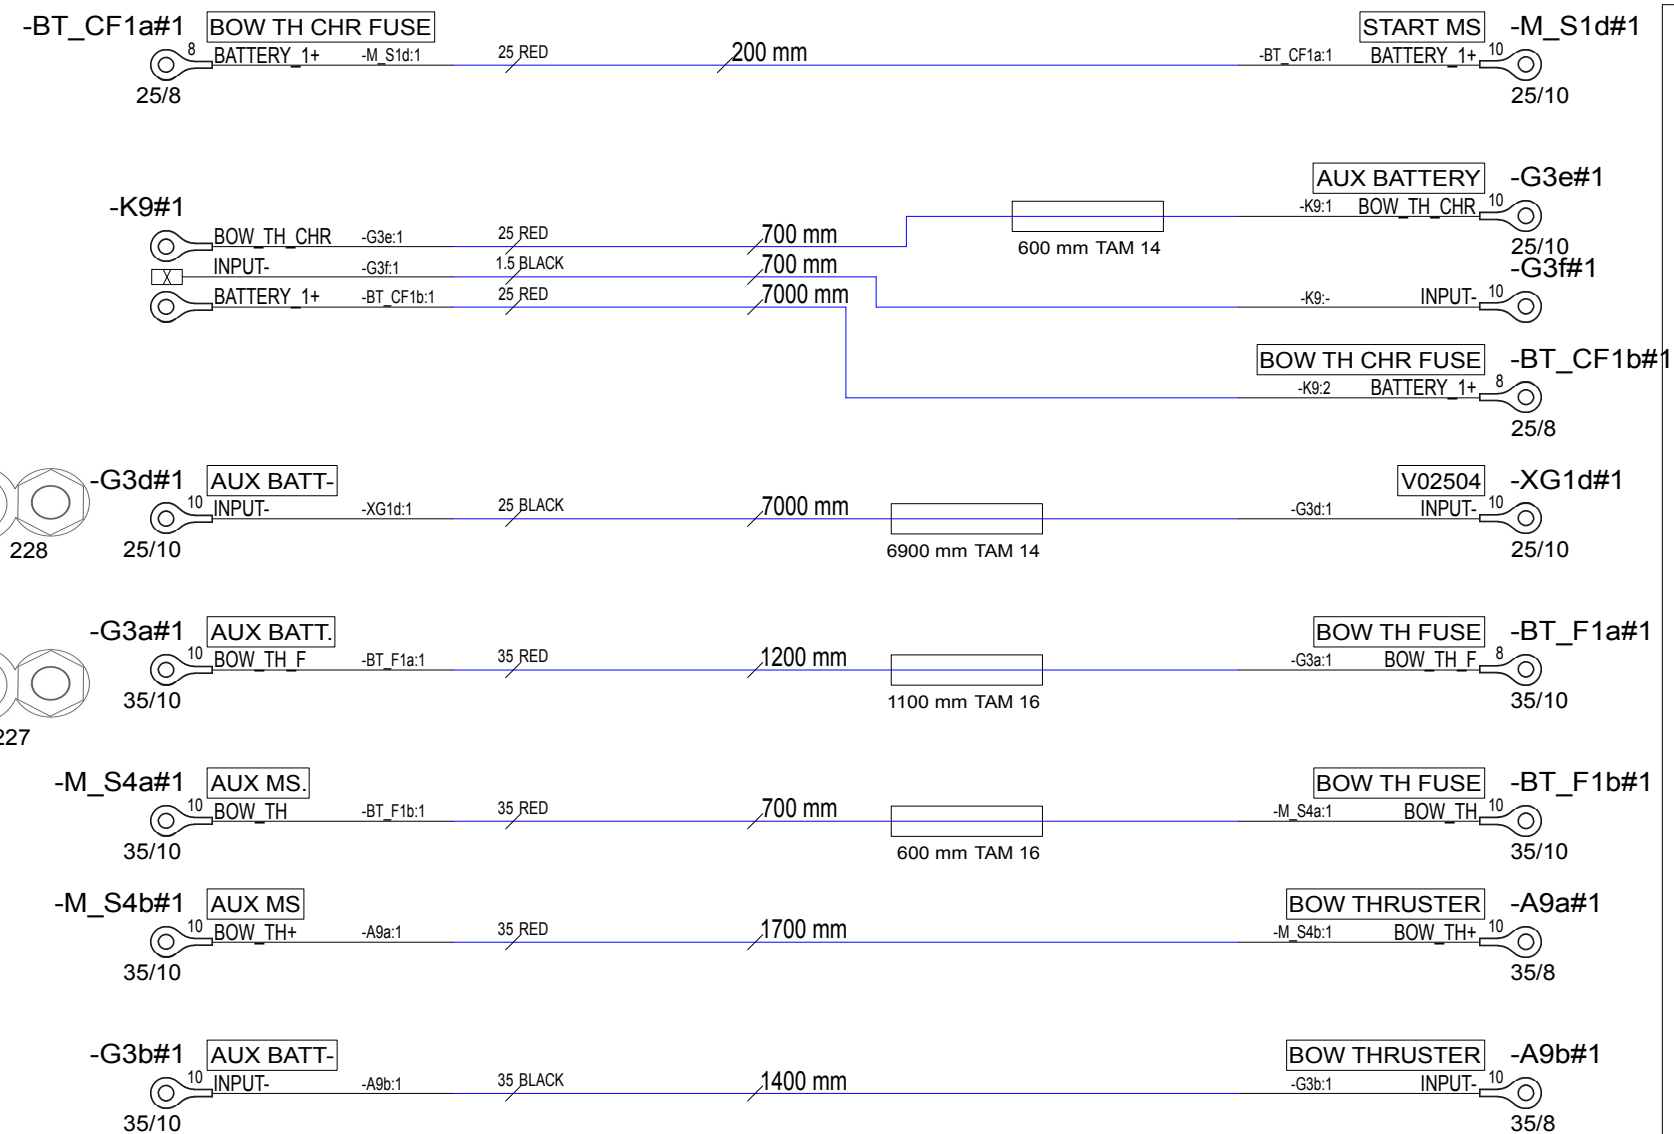 -BT_CF1a#1 BOW TH CHR FUSE START MS -M_S1d#1
8 BATTERY_1+ -M_S1d:1 25 RED 200 mm -BT_CF1a:1 BATTERY_1+ 10
25/8 25/10
AUX BATTERY -G3e#1
-K9#1 -K9:1 BOW_TH_CHR 10
BOW_TH_CHR -G3e:1 25 RED 700 mm 600 mm TAM 14 25/10
INPUT- -G3f:1 1.5 BLACK 700 mm -G3f#1
X
BATTERY_1+ -BT_CF1b:1 25 RED 7000 mm -K9:- INPUT- 10
BOW TH CHR FUSE -BT_CF1b#1
-K9:2 BATTERY_1+ 8
25/8
-G3d#1 AUX BATT- V02504 -XG1d#1
10 INPUT- -XG1d:1 25 BLACK 7000 mm -G3d:1 INPUT- 10
228 25/10 6900 mm TAM 14 25/10
-G3a#1 AUX BATT. BOW TH FUSE -BT_F1a#1
10 BOW_TH_F -BT_F1a:1 35 RED 1200 mm -G3a:1 BOW_TH_F 8
35/10 1100 mm TAM 16 35/10
227
-M_S4a#1 AUX MS. BOW TH FUSE -BT_F1b#1
10 BOW_TH -BT_F1b:1 35 RED 700 mm -M_S4a:1 BOW_TH 10
35/10 600 mm TAM 16 35/10
-M_S4b#1 AUX MS BOW THRUSTER -A9a#1
10 BOW_TH+ -A9a:1 35 RED 1700 mm -M_S4b:1 BOW_TH+ 10
35/10 35/8
-G3b#1 AUX BATT- BOW THRUSTER -A9b#1
10 INPUT- -A9b:1 35 BLACK 1400 mm -G3b:1 INPUT- 10
35/10 35/8